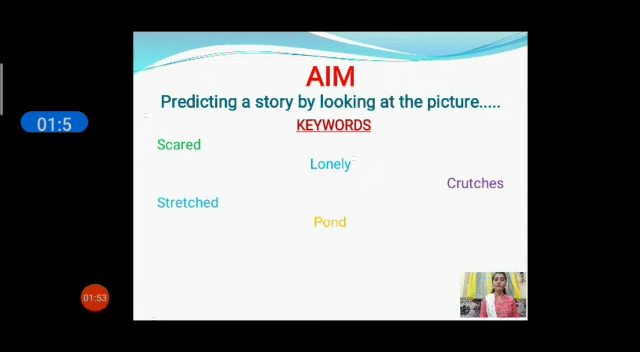 AIM
Predicting a story by looking at the picture.....
KEYWORDS
01:5
Scared
Lonely
Crutches
Stretched
Pond
01:53